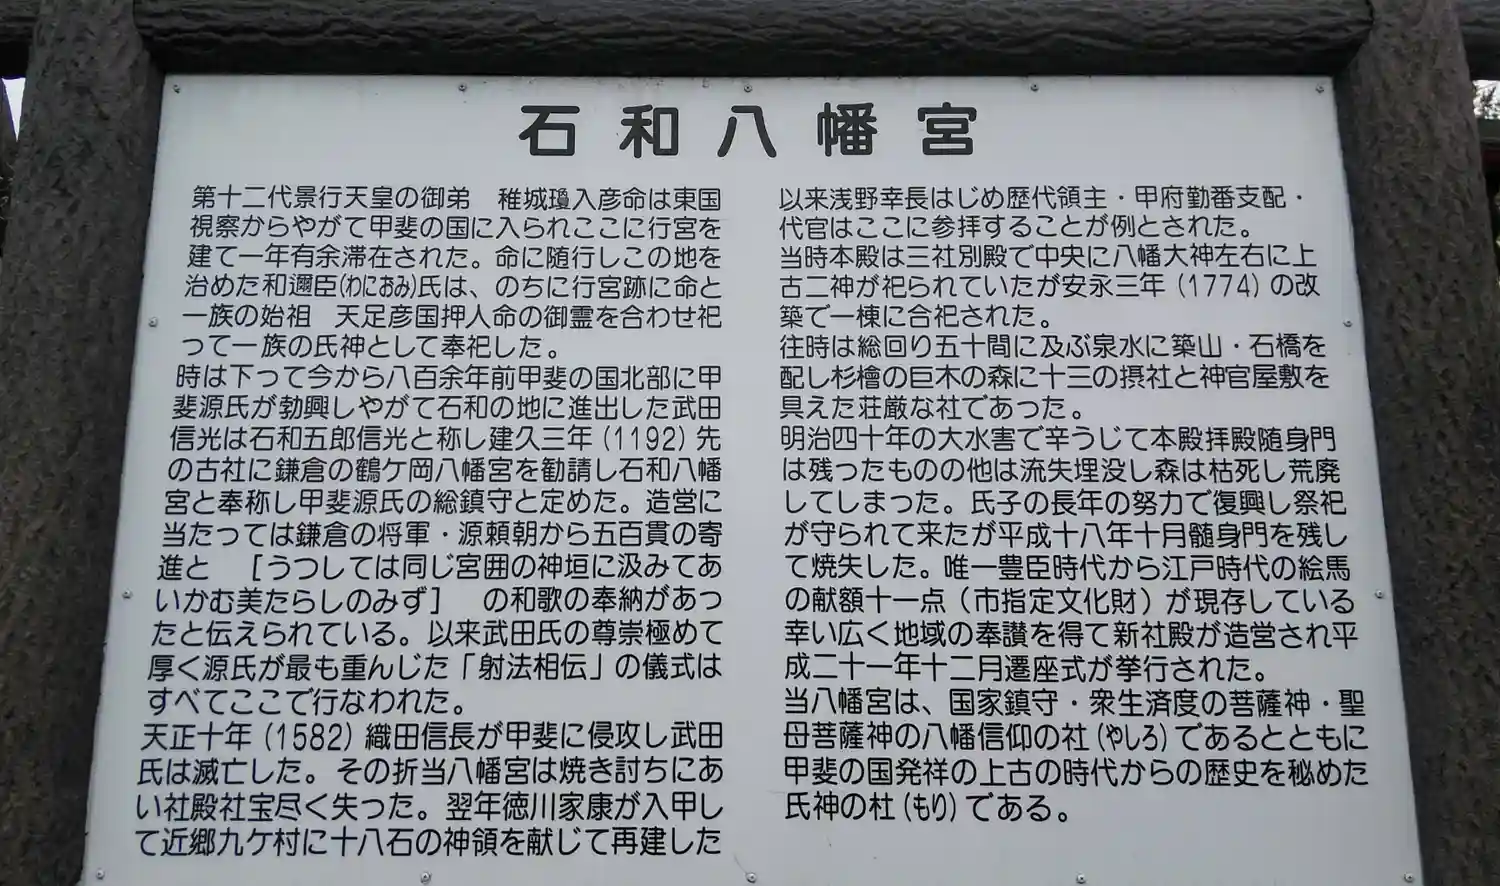 石和八幡宮
第十二代景行天皇の御弟　稚城瓊入彦命は東国
視察からやがて甲斐の国に入られここに行宮を
建て一年有余滞在された。命に随行しこの地を
治めた和邇臣(わにおみ)氏は、のちに行宮跡に命と
一族の始祖　天足彦国押人命の御霊を合わせ祀
って一族の氏神として奉祀した。
時は下って今から八百余年前甲斐の国北部に甲
斐源氏が勃興しやがて石和の地に進出した武田
信光は石和五郎信光と称し建久三年(1192)先
の古社に鎌倉の鶴ケ岡八幡宮を勧請し石和八幡
宮と奉称し甲斐源氏の総鎮守と定めた。造営に
当たっては鎌倉の将軍・源頼朝から五百貫の寄
進と　[うつしては同じ宮囲の神垣に汲みてあ
いかむ美たらしのみず]　の和歌の奉納があっ
たと伝えられている。以来武田氏の尊崇極めて
厚く源氏が最も重んじた「射法相伝」の儀式は
すべてここで行なわれた。
天正十年(1582)織田信長が甲斐に侵攻し武田
氏は滅亡した。その折当八幡宮は焼き討ちにあ
い社殿社宝尽く失った。翌年徳川家康が入甲し
て近郷九ケ村に十八石の神領を献じて再建した
以来浅野幸長はじめ歴代領主・甲府勤番支配・
代官はここに参拝することが例とされた。
当時本殿は三社別殿で中央に八幡大神左右に上
古二神が祀られていたが安永三年(1774)の改
築で一棟に合祀された。
往時は総回り五十間に及ぶ泉水に築山・石橋を
配し杉檜の巨木の森に十三の摂社と神官屋敷を
具えた荘厳な社であった。
明治四十年の大水害で辛うじて本殿拝殿随身門
は残ったものの他は流失埋没し森は枯死し荒廃
してしまった。氏子の長年の努力で復興し祭祀
が守られて来たが平成十八年十月髄身門を残し
て焼失した。唯一豊臣時代から江戸時代の絵馬
の献額十一点（市指定文化財）が現存している
幸い広く地域の奉讃を得て新社殿が造営され平
成二十一年十二月遷座式が挙行された。
当八幡宮は、国家鎮守・衆生済度の菩薩神・聖
母菩薩神の八幡信仰の社(やしろ)であるとともに
甲斐の国発祥の上古の時代からの歴史を秘めた
氏神の杜(もり)である。